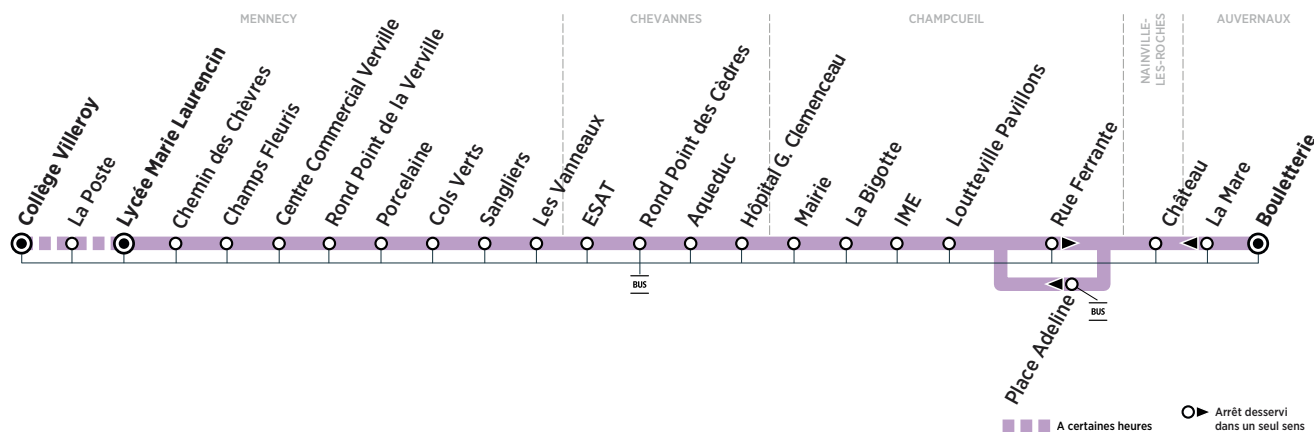 MENNECY
CHEVANNES
CHAMPCUEIL
NAINVILLE-
LES-ROCHES
AUVERNAUX
Collège Villeroy
La Poste
Lycée Marie Laurencin
Chemin des Chèvres
Champs Fleuris
Centre Commercial Verville
Rond Point de la Verville
Porcelaine
Cols Verts
Sangliers
Les Vanneaux
ESAT
Rond Point des Cèdres
Aqueduc
Hôpital G. Clemenceau
Mairie
La Bigotte
IME
Loutteville Pavillons
Rue Ferrante
Château
La Mare
Bouletterie
BUS
Place Adeline
BUS
A certaines heures
Arrêt desservi
dans un seul sens